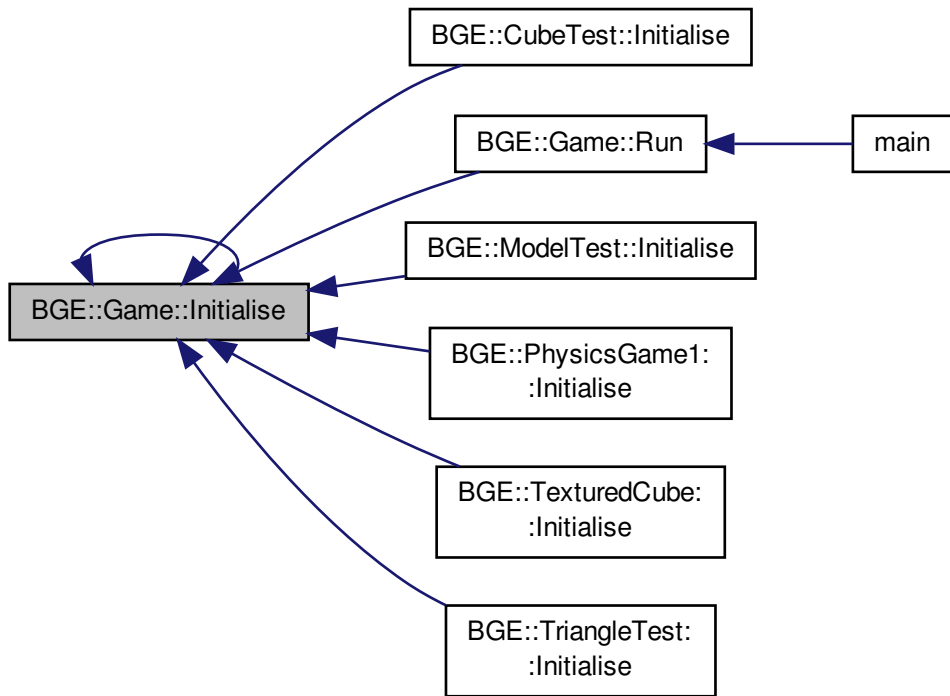 BGE::CubeTest::Initialise
BGE::Game::Run
main
BGE::ModelTest::Initialise
BGE::Game::Initialise
BGE::PhysicsGame1:
:Initialise
BGE::TexturedCube:
:Initialise
BGE::TriangleTest:
:Initialise